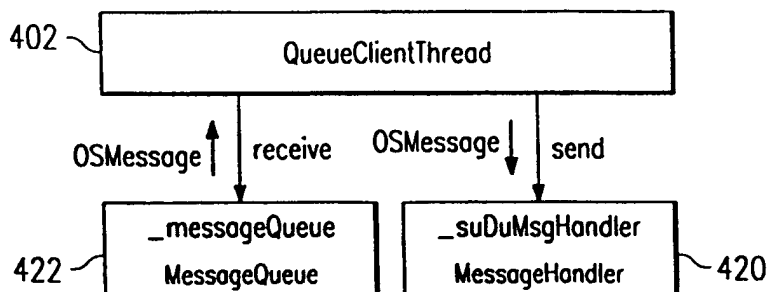 402
QueueClientThread
OSMessage receive OSMessage send
_messageQueue
MessageQueue
422
_suDuMsgHandler
MessageHandler
420